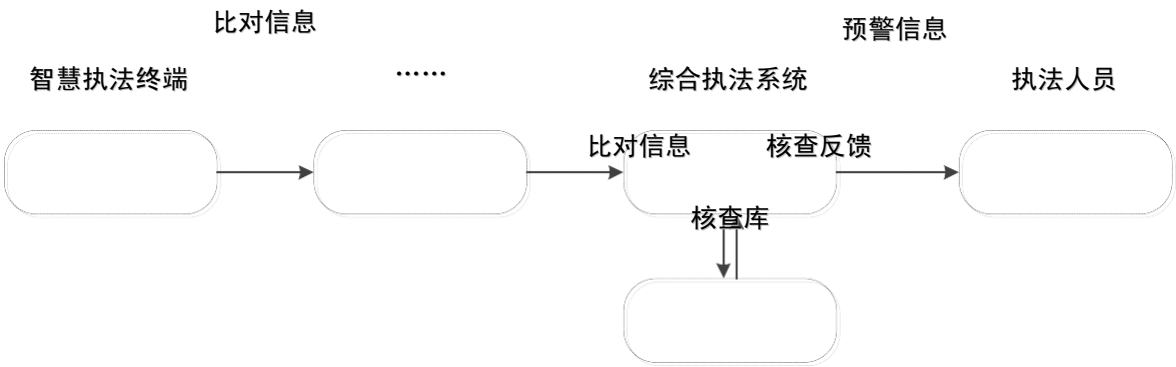 比对信息
预警信息
智慧执法终端
……
综合执法系统
执法人员
比对信息
核查反馈
核查库